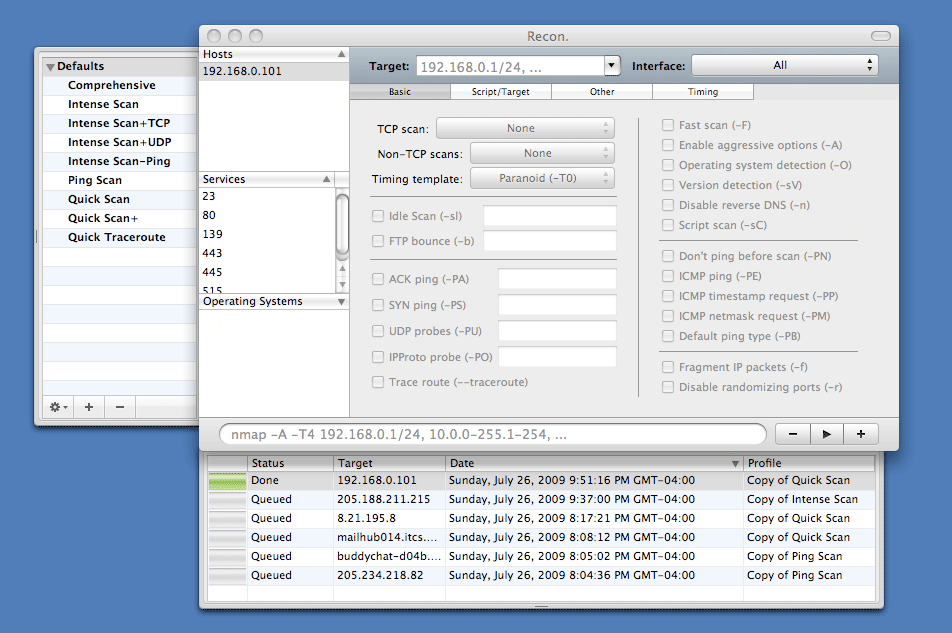 Recon.
Defaults
Comprehensive
Intense Scan
Intense Scan+TCP
Intense Scan+UDP
Intense Scan-Ping
Ping Scan
Quick Scan
Quick Scan+
Quick Traceroute
Hosts
192.168.0.101
Services
23
80
139
443
445
515
Operating Systems
Target: 192.168.0.1/24, ... Interface: All
Basic Script/Target Other Timing
TCP scan: None
Non-TCP scans: None
Timing template: Paranoid (-T0)
Idle Scan (-sI)
FTP bounce (-b)
ACK ping (-PA)
SYN ping (-PS)
UDP probes (-PU)
IPProto probe (-PO)
Trace route (--traceroute)
Fast scan (-F)
Enable aggressive options (-A)
Operating system detection (-O)
Version detection (-sV)
Disable reverse DNS (-n)
Script scan (-sC)
Don't ping before scan (-PN)
ICMP ping (-PE)
ICMP timestamp request (-PP)
ICMP netmask request (-PM)
Default ping type (-PB)
Fragment IP packets (-f)
Disable randomizing ports (-r)
nmap -A -T4 192.168.0.1/24, 10.0.0-255.1-254, ...
Status Target Date Profile
Done 192.168.0.101 Sunday, July 26, 2009 9:51:16 PM GMT-04:00 Copy of Quick Scan
Queued 205.188.211.215 Sunday, July 26, 2009 9:37:00 PM GMT-04:00 Copy of Intense Scan
Queued 8.21.195.8 Sunday, July 26, 2009 8:17:21 PM GMT-04:00 Copy of Quick Scan
Queued mailhub014.itcs.... Sunday, July 26, 2009 8:08:12 PM GMT-04:00 Copy of Quick Scan
Queued buddychat-d04b.... Sunday, July 26, 2009 8:05:02 PM GMT-04:00 Copy of Ping Scan
Queued 205.234.218.82 Sunday, July 26, 2009 8:04:36 PM GMT-04:00 Copy of Ping Scan